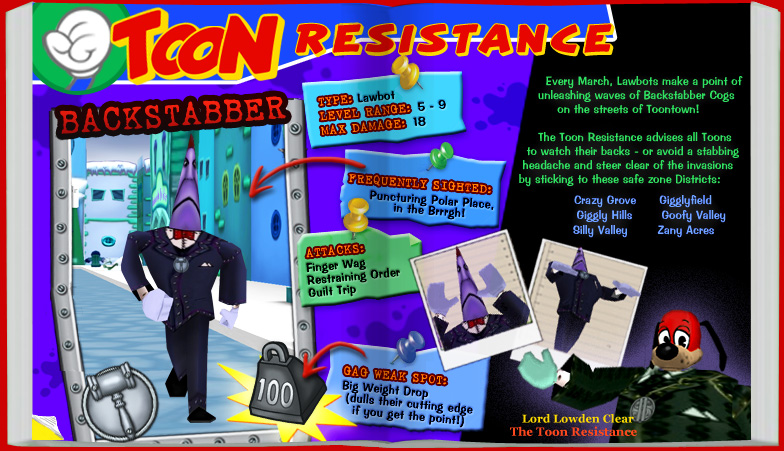 TOON RESISTANCE
BACKSTABBER
TYPE: Lawbot
LEVEL RANGE: 5 - 9
MAX DAMAGE: 18
FREQUENTLY SIGHTED:
Puncturing Polar Place,
in the Brrrgh!
ATTACKS:
Finger Wag
Restraining Order
Guilt Trip
100
GAG WEAK SPOT:
Big Weight Drop
(dulls their cutting edge
if you get the point!)
Every March, Lawbots make a point of
unleashing waves of Backstabber Cogs
on the streets of Toontown!
The Toon Resistance advises all Toons
to watch their backs - or avoid a stabbing
headache and steer clear of the invasions
by sticking to these safe zone Districts:
Crazy Grove Gigglyfield
Giggly Hills Goofy Valley
Silly Valley Zany Acres
Lord Lowden Clear
The Toon Resistance